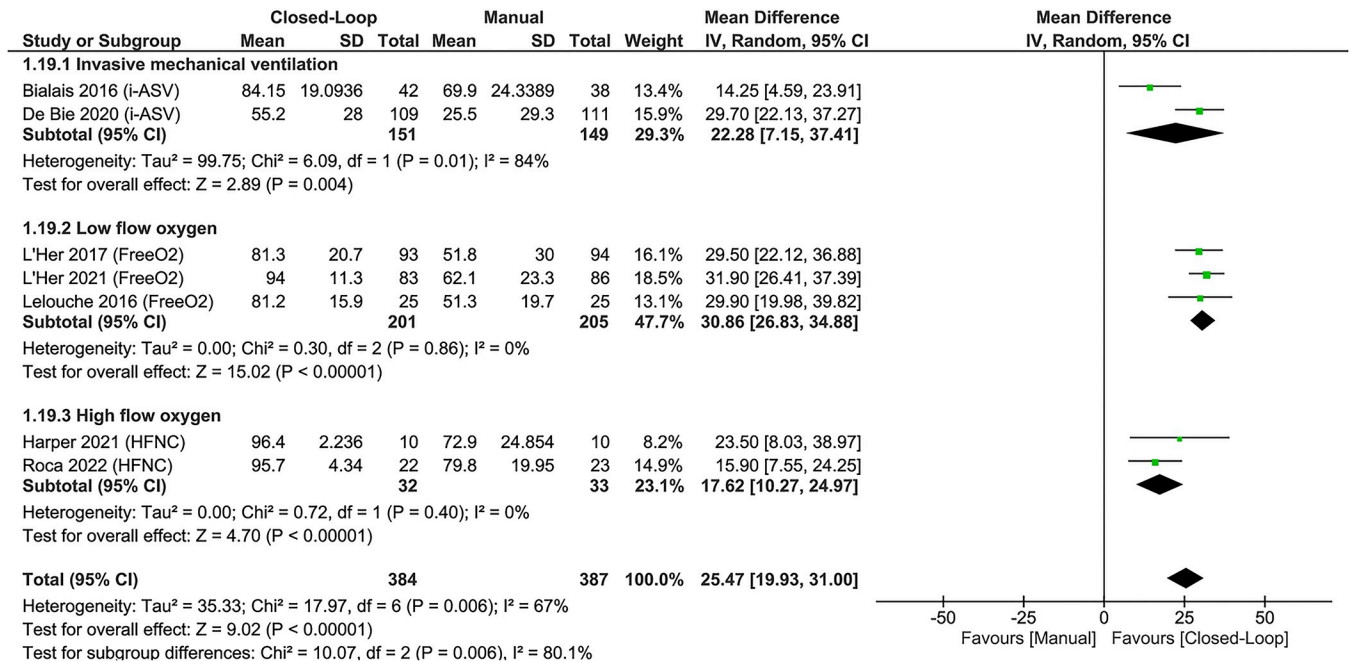 Closed-Loop Manual Mean Difference Mean Difference
Study or Subgroup Mean SD Total Mean SD Total Weight IV, Random, 95% CI IV, Random, 95% CI
1.19.1 Invasive mechanical ventilation
Bialais 2016 (i-ASV) 84.15 19.0936 42 69.9 24.3389 38 13.4% 14.25 [4.59, 23.91]
De Bie 2020 (i-ASV) 55.2 28 109 25.5 29.3 111 15.9% 29.70 [22.13, 37.27]
Subtotal (95% CI) 151 149 29.3% 22.28 [7.15, 37.41]
Heterogeneity: Tau² = 99.75; Chi² = 6.09, df = 1 (P = 0.01); I² = 84%
Test for overall effect: Z = 2.89 (P = 0.004)
1.19.2 Low flow oxygen
L'Her 2017 (FreeO2) 81.3 20.7 93 51.8 30 94 16.1% 29.50 [22.12, 36.88]
L'Her 2021 (FreeO2) 94 11.3 83 62.1 23.3 86 18.5% 31.90 [26.41, 37.39]
Lelouche 2016 (FreeO2) 81.2 15.9 25 51.3 19.7 25 13.1% 29.90 [19.98, 39.82]
Subtotal (95% CI) 201 205 47.7% 30.86 [26.83, 34.88]
Heterogeneity: Tau² = 0.00; Chi² = 0.30, df = 2 (P = 0.86); I² = 0%
Test for overall effect: Z = 15.02 (P < 0.00001)
1.19.3 High flow oxygen
Harper 2021 (HFNC) 96.4 2.236 10 72.9 24.854 10 8.2% 23.50 [8.03, 38.97]
Roca 2022 (HFNC) 95.7 4.34 22 79.8 19.95 23 14.9% 15.90 [7.55, 24.25]
Subtotal (95% CI) 32 33 23.1% 17.62 [10.27, 24.97]
Heterogeneity: Tau² = 0.00; Chi² = 0.72, df = 1 (P = 0.40); I² = 0%
Test for overall effect: Z = 4.70 (P < 0.00001)
Total (95% CI) 384 387 100.0% 25.47 [19.93, 31.00]
Heterogeneity: Tau² = 35.33; Chi² = 17.97, df = 6 (P = 0.006); I² = 67%
Test for overall effect: Z = 9.02 (P < 0.00001)
Test for subgroup differences: Chi² = 10.07, df = 2 (P = 0.006), I² = 80.1%
-50 -25 0 25 50
Favours [Manual] Favours [Closed-Loop]